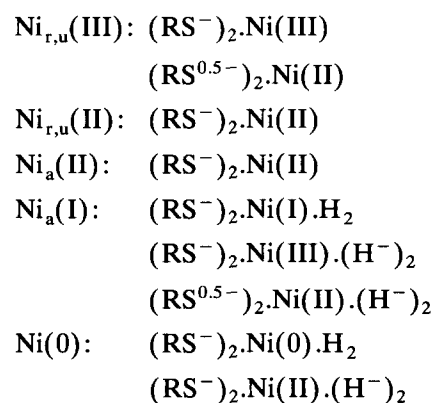 Ni_{r,u}(III): (RS^-)_2.Ni(III)
(RS^{0.5-})_2.Ni(II)
Ni_{r,u}(II): (RS^-)_2.Ni(II)
Ni_a(II): (RS^-)_2.Ni(II)
Ni_a(I): (RS^-)_2.Ni(I).H_2
(RS^-)_2.Ni(III).(H^-)_2
(RS^{0.5-})_2.Ni(II).(H^-)_2
Ni(0): (RS^-)_2.Ni(0).H_2
(RS^-)_2.Ni(II).(H^-)_2